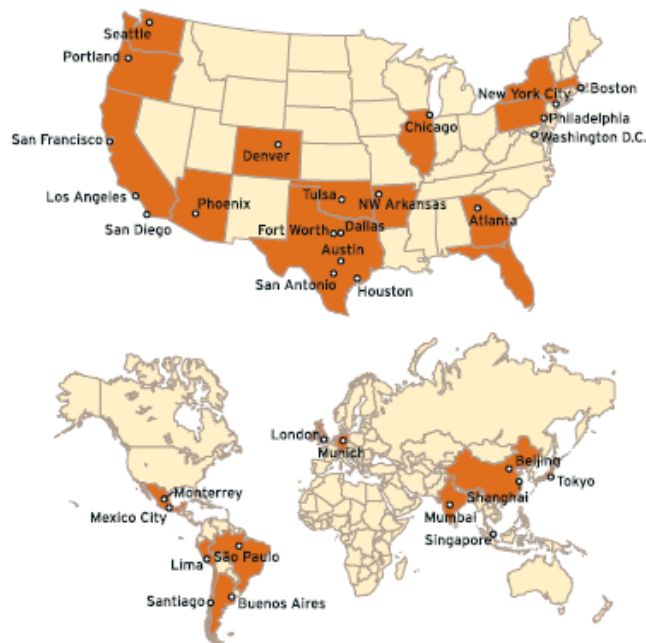 Seattle
Portland
New York City
Boston
Philadelphia
Chicago
Washington D.C.
San Francisco
Denver
Los Angeles
Phoenix
Tulsa
NW Arkansas
Atlanta
San Diego
Fort Worth
Dallas
Austin
San Antonio
Houston
London
Munich
Beijing
Tokyo
Monterrey
Shanghai
Mexico City
Mumbai
Singapore
Lima
São Paulo
Santiago
Buenos Aires